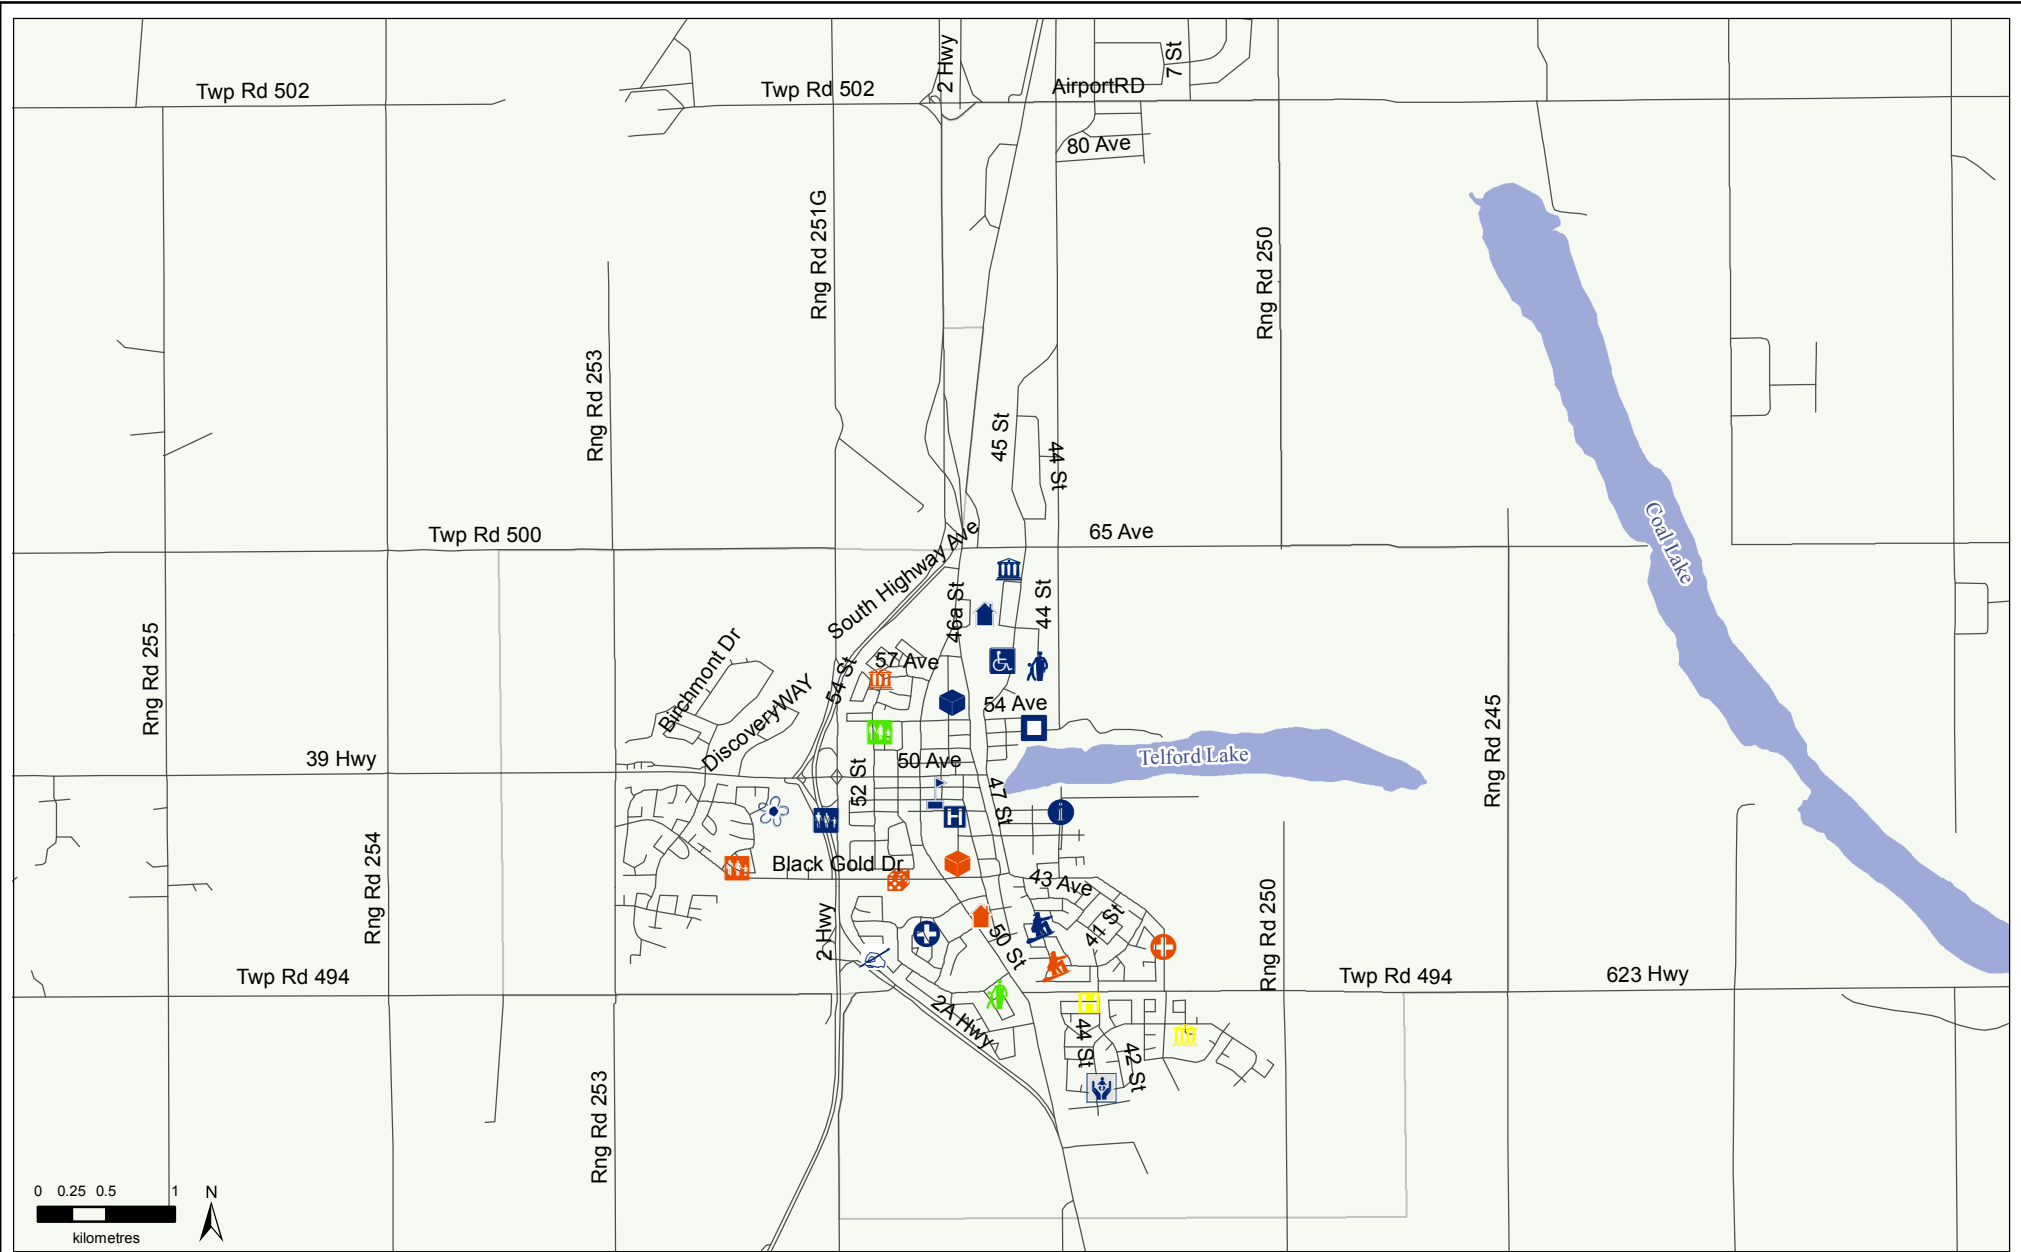 2 Hwy
7 St
Twp Rd 502
Twp Rd 502
AirportRD
80 Ave
Rng Rd 251G
Rng Rd 250
Rng Rd 253
45 St
44 St
Coal Lake
Twp Rd 500
65 Ave
South Highway Ave
46a St
44 St
Rng Rd 255
Birchmont Dr
57 Ave
54 St
DiscoveryWAY
54 Ave
Rng Rd 245
39 Hwy
50 Ave
Telford Lake
52 St
47 St
H
i
Rng Rd 254
Black Gold Dr
43 Ave
41 St
2 Hwy
50 St
Rng Rd 250
Twp Rd 494
Twp Rd 494
623 Hwy
H
2A Hwy
44 St
42 St
Rng Rd 253
0 0.25 0.5 1
N
kilometres